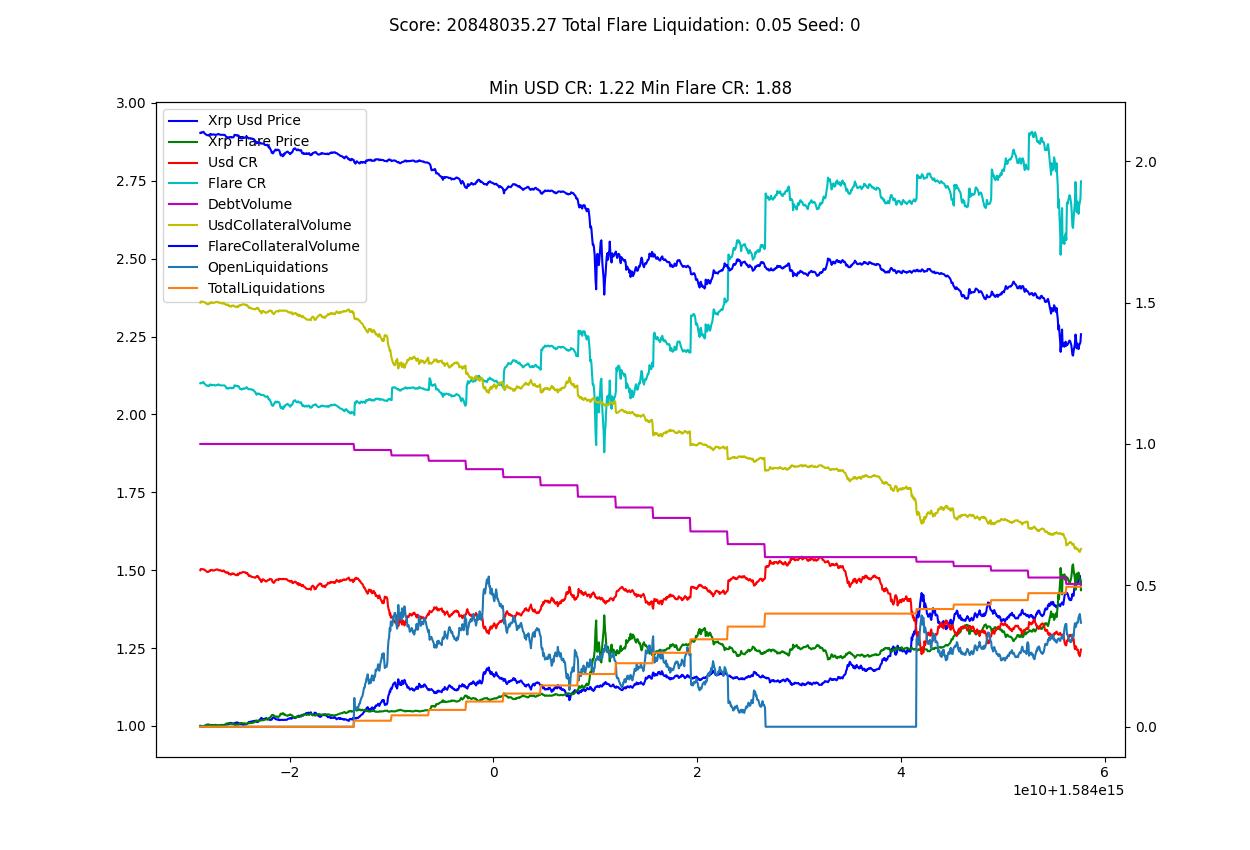 Score: 20848035.27 Total Flare Liquidation: 0.05 Seed: 0
Min USD CR: 1.22 Min Flare CR: 1.88
3.00
2.75
2.50
2.25
2.00
1.75
1.50
1.25
1.00
Xrp Usd Price
Xrp Flare Price
Usd CR
Flare CR
DebtVolume
UsdCollateralVolume
FlareCollateralVolume
OpenLiquidations
TotalLiquidations
2.0
1.5
1.0
0.5
0.0
−2 0 2 4 6
1e10+1.584e15